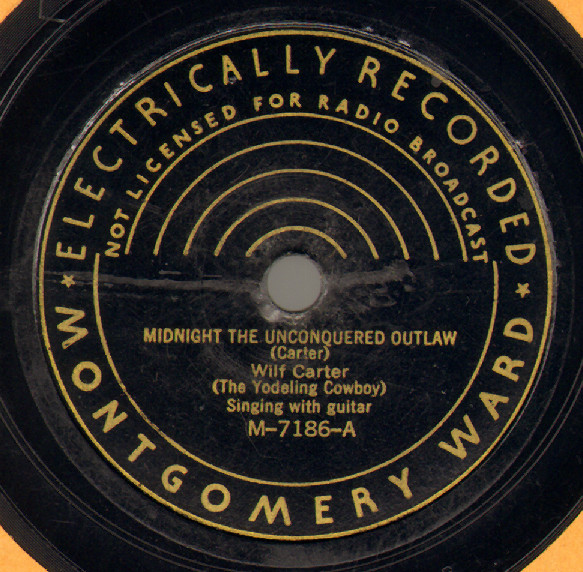 ELECTRICALLY RECORDED
NOT LICENSED FOR RADIO BROADCAST
MIDNIGHT THE UNCONQUERED OUTLAW
(Carter)
Wilf Carter
(The Yodeling Cowboy)
Singing with guitar
M-7186-A
★ MONTGOMERY WARD ★